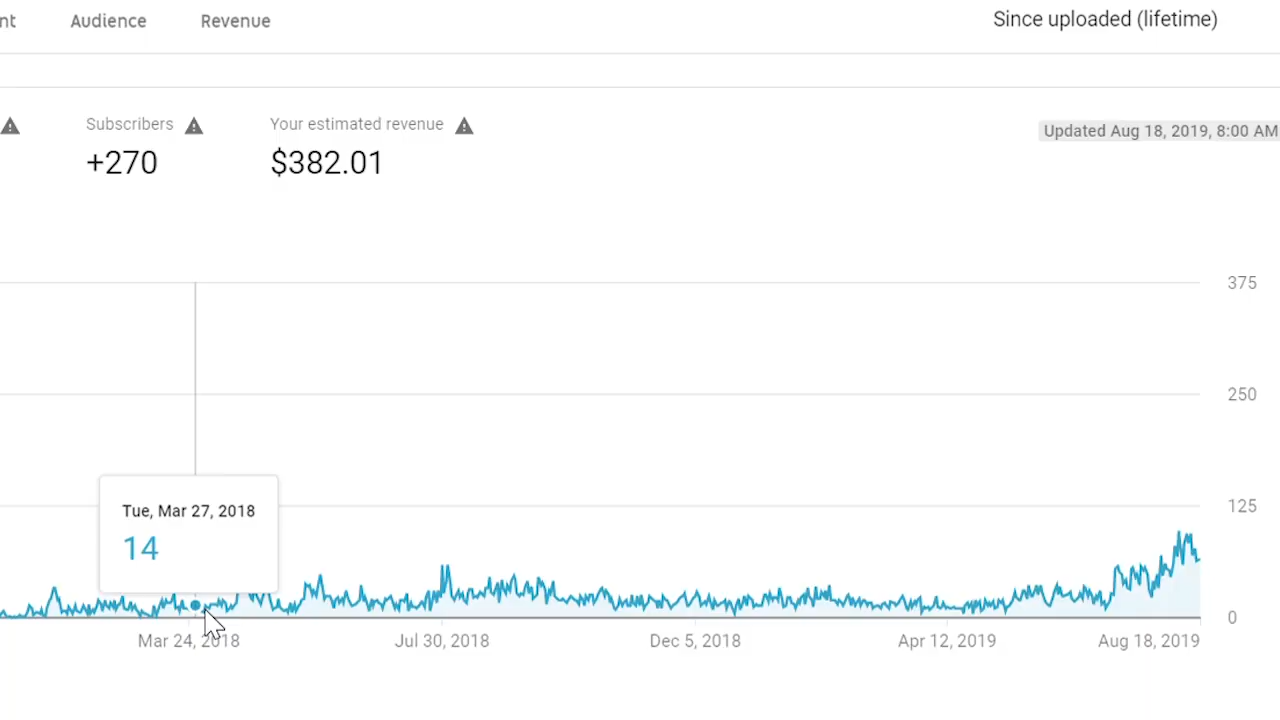 nt Audience Revenue Since uploaded (lifetime)
Subscribers Your estimated revenue
Updated Aug 18, 2019, 8:00 AM
+270 $382.01
375
250
125
Tue, Mar 27, 2018
14
0
Mar 24, 2018 Jul 30, 2018 Dec 5, 2018 Apr 12, 2019 Aug 18, 2019